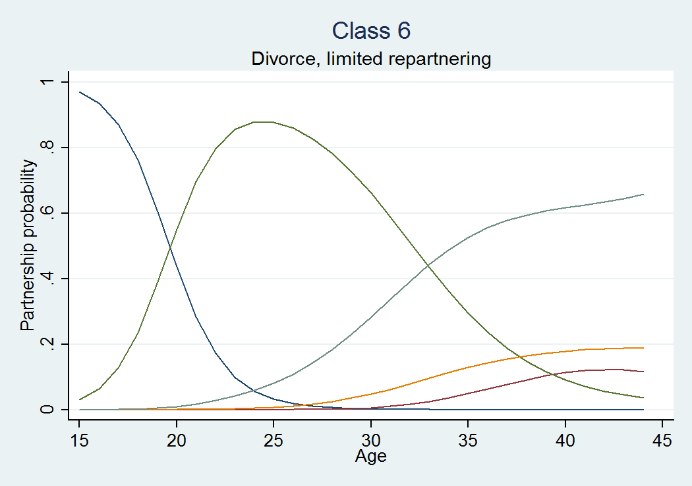 Class 6
Divorce, limited repartnering
Partnership probability
1
.8
.6
.4
.2
0
15 20 25 30 35 40 45
Age